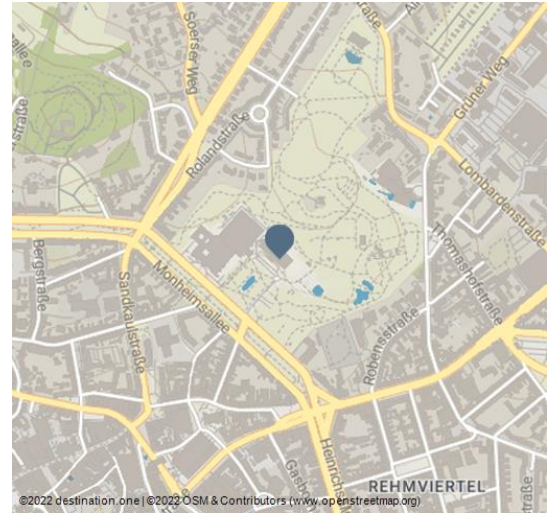 Soerser Weg
Rolandstraße
Grüner Weg
Lombardenstraße
Thomashofstraße
Bergstraße
Sandkaulstraße
Monheimsallee
Robensstraße
Heinrich
Gasb
REHMVIERTEL
©2022 destination.one | ©2022 OSM & Contributors (www.openstreetmap.org)